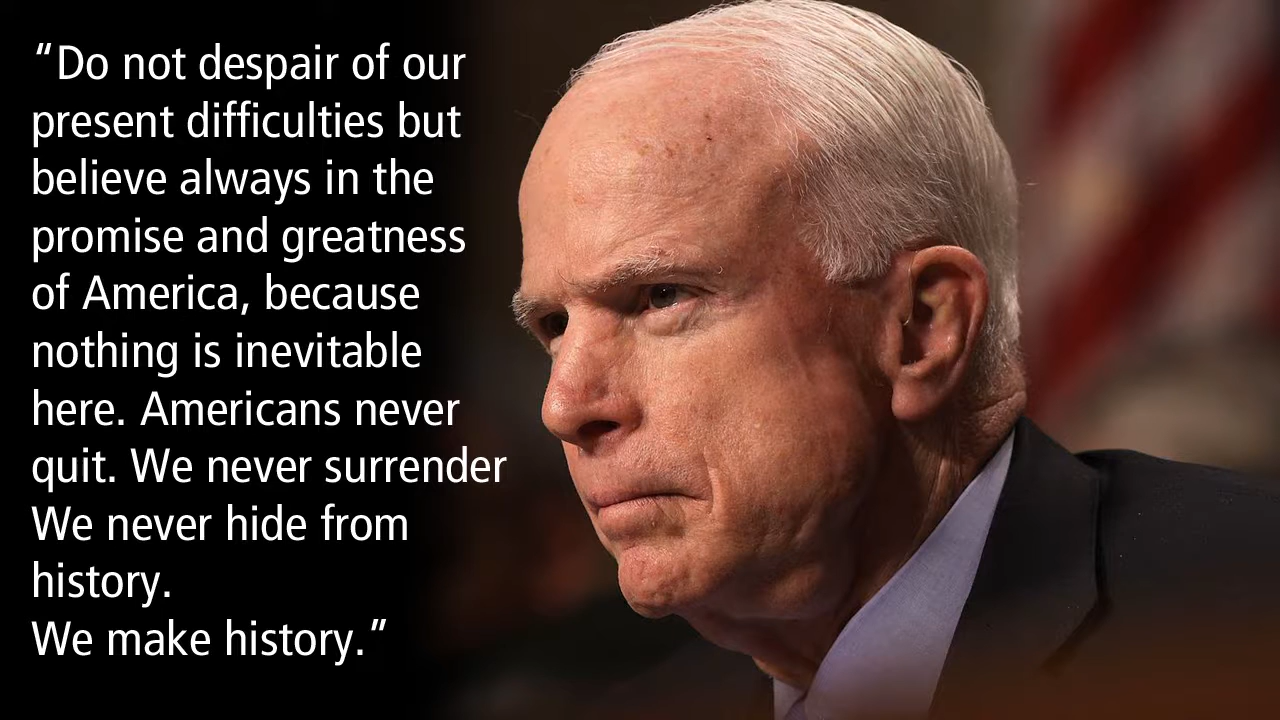 “Do not despair of our
present difficulties but
believe always in the
promise and greatness
of America, because
nothing is inevitable
here. Americans never
quit. We never surrender
We never hide from
history.
We make history.”